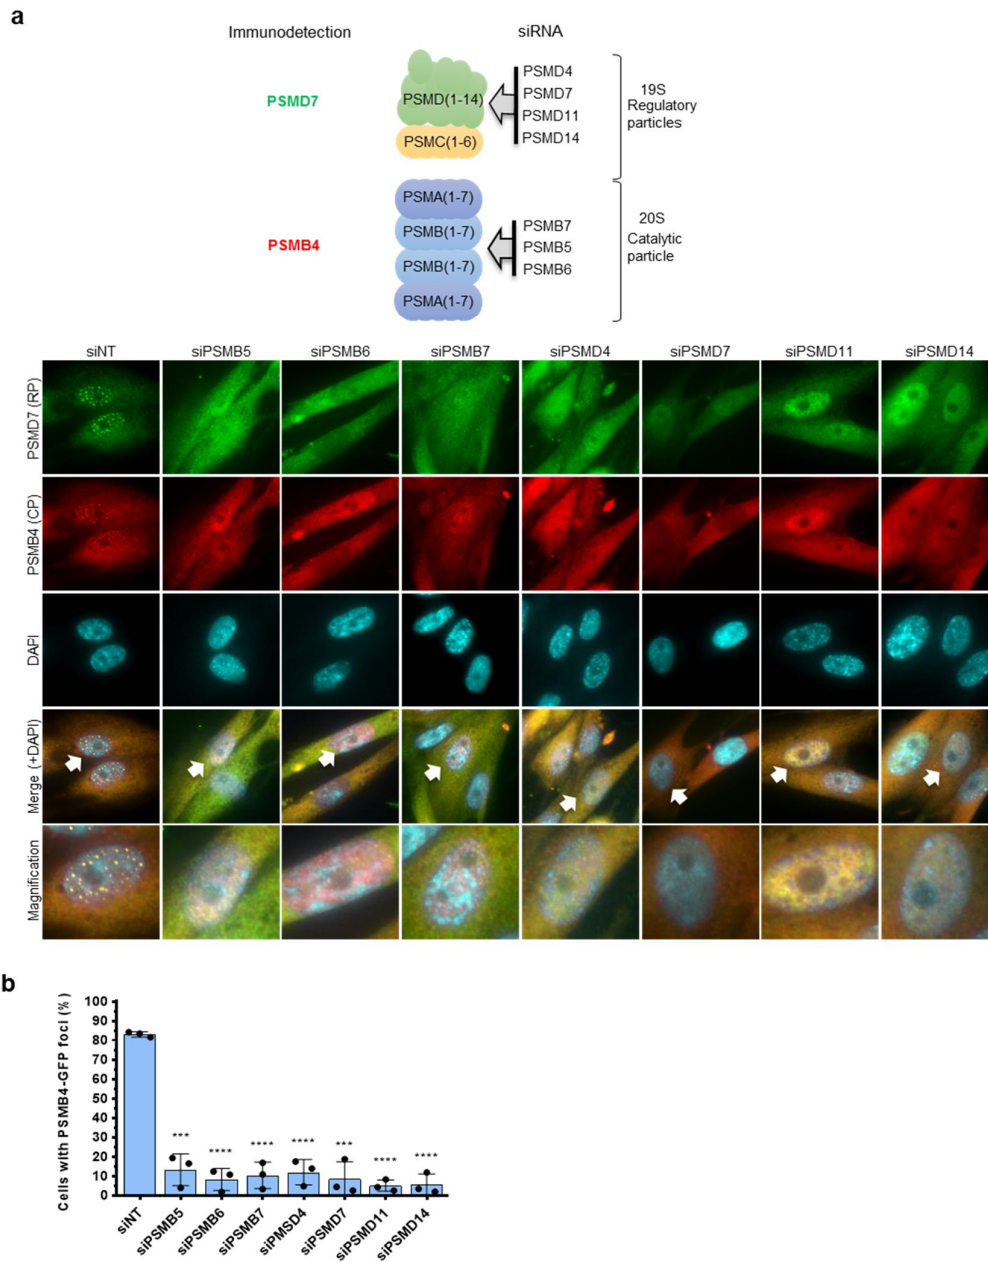 a
Immunodetection
siRNA
PSMD7
PSMD(1-14)
PSMC(1-6)
PSMD4
PSMD7
PSMD11
PSMD14
19S
Regulatory
particles
PSMB4
PSMA(1-7)
PSMB(1-7)
PSMB(1-7)
PSMA(1-7)
PSMB7
PSMB5
PSMB6
20S
Catalytic
particle
siNT siPSMB5 siPSMB6 siPSMB7 siPSMD4 siPSMD7 siPSMD11 siPSMD14
PSMD7 (RP)
PSMB4 (CP)
DAPI
Merge (+DAPI)
Magnification
b
Cells with PSMB4-GFP foci (%)
100
90
80
70
60
50
40
30
20
10
0
*** **** **** **** *** **** ****
siNT siPSMB5 siPSMB6 siPSMB7 siPMSD4 siPSMD7 siPSMD11 siPSMD14